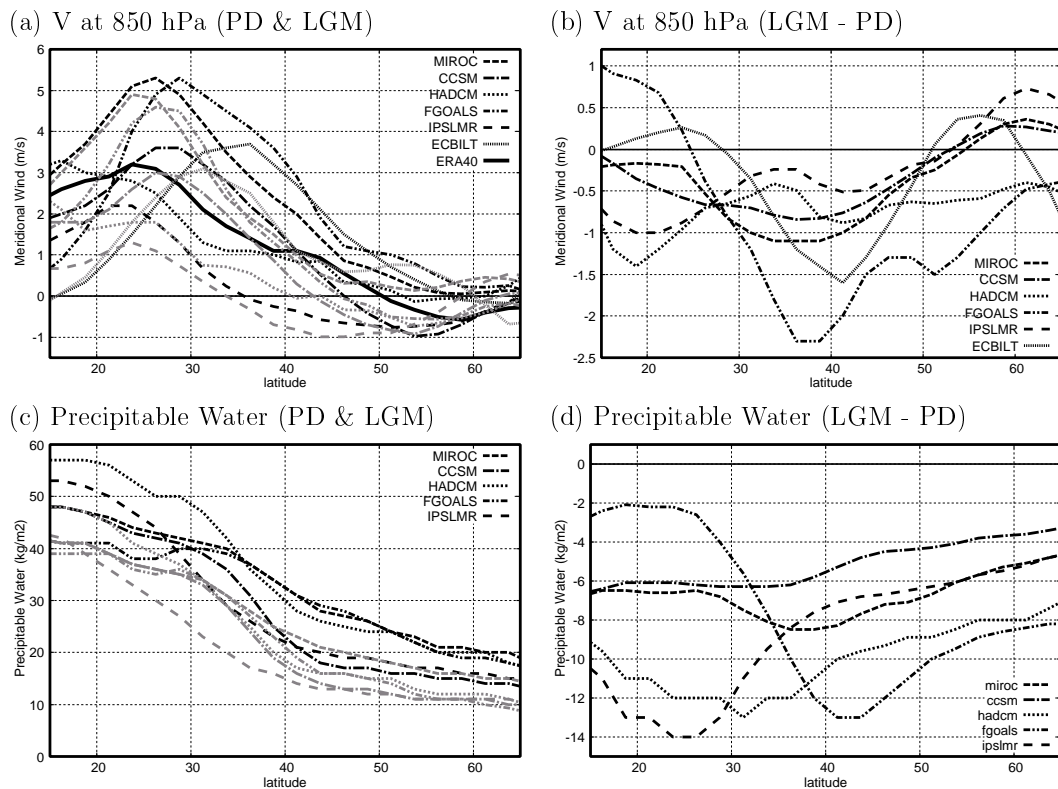 (a) V at 850 hPa (PD & LGM)
Meridional Wind (m/s)
6
5
4
3
2
1
0
-1
20
30
40
50
60
latitude
MIROC
CCSM
HADCM
FGOALS
IPSLMR
ECBILT
ERA40
(b) V at 850 hPa (LGM - PD)
Meridional Wind (m/s)
1
0.5
0
-0.5
-1
-1.5
-2
-2.5
20
30
40
50
60
latitude
MIROC
CCSM
HADCM
FGOALS
IPSLMR
ECBILT
(c) Precipitable Water (PD & LGM)
Precipitable Water (kg/m2)
60
50
40
30
20
10
0
20
30
40
50
60
latitude
MIROC
CCSM
HADCM
FGOALS
IPSLMR
(d) Precipitable Water (LGM - PD)
Precipitable Water (kg/m2)
0
-2
-4
-6
-8
-10
-12
-14
20
30
40
50
60
latitude
miroc
ccsm
hadcm
fgoals
ipslmr